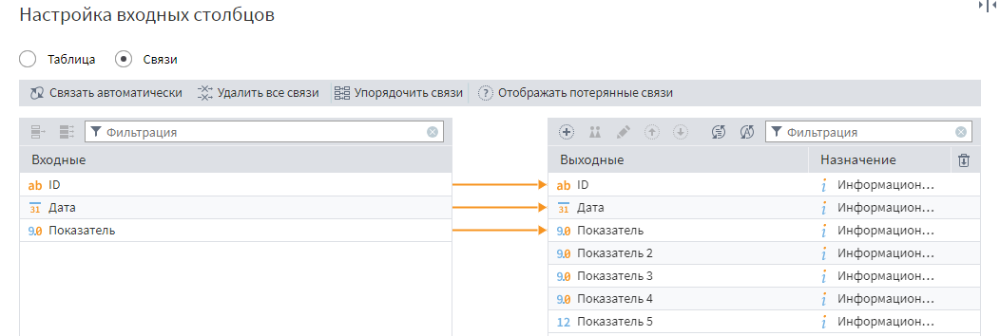 Настройка входных столбцов
Таблица Связи
Связать автоматически Удалить все связи Упорядочить связи ? Отображать потерянные связи
Фильтрация Фильтрация
Входные Выходные Назначение
ab ID ab ID i Информацион...
31 Дата 31 Дата i Информацион...
9.0 Показатель 9.0 Показатель i Информацион...
9.0 Показатель 2 i Информацион...
9.0 Показатель 3 i Информацион...
9.0 Показатель 4 i Информацион...
12 Показатель 5 i Информацион...